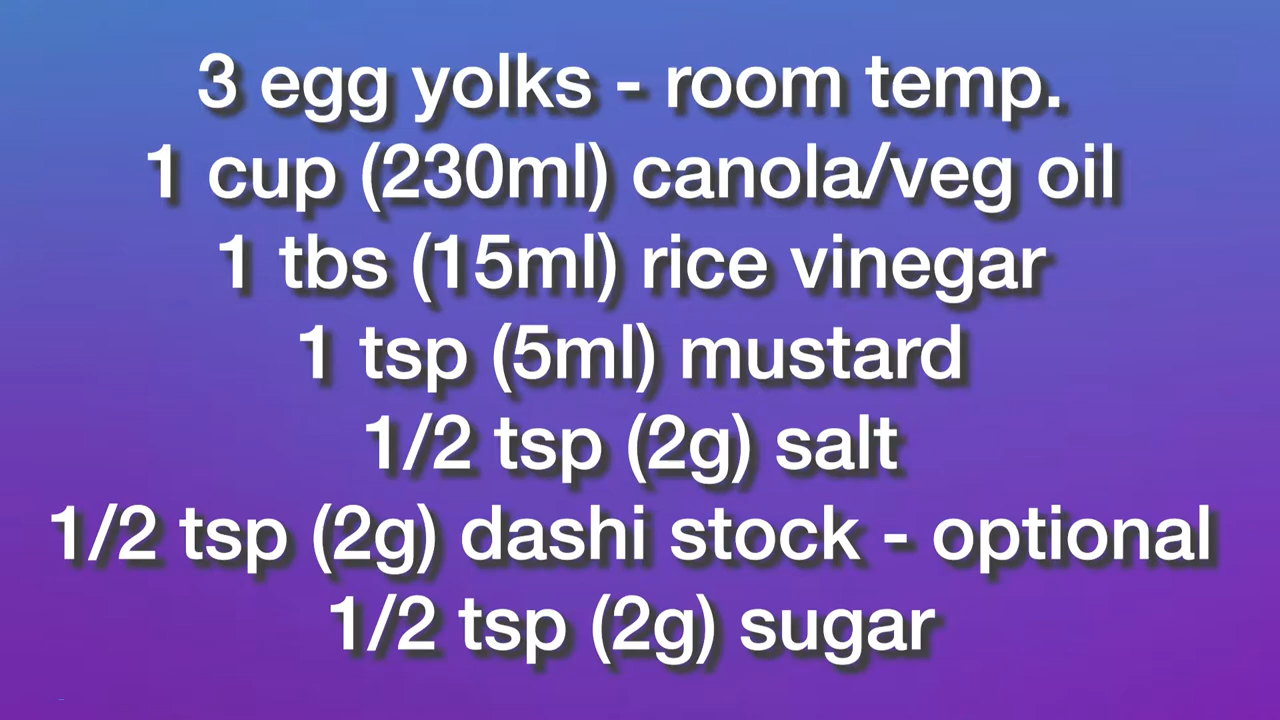 3 egg yolks - room temp.
1 cup (230ml) canola/veg oil
1 tbs (15ml) rice vinegar
1 tsp (5ml) mustard
1/2 tsp (2g) salt
1/2 tsp (2g) dashi stock - optional
1/2 tsp (2g) sugar